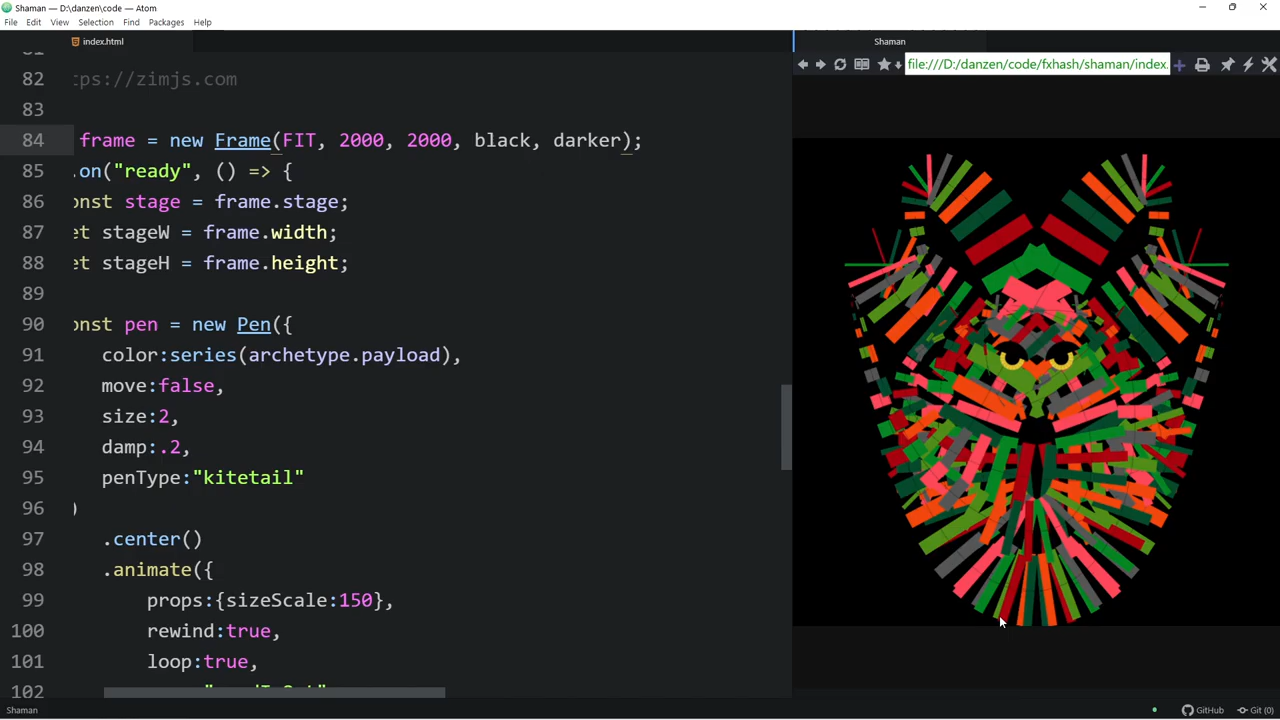 Shaman — D:\danzen\code — Atom
File Edit View Selection Find Packages Help
index.html
Shaman
file:///D:/danzen/code/fxhash/shaman/index.
82 tps://zimjs.com
83
84 frame = new Frame(FIT, 2000, 2000, black, darker);
85 .on("ready", () => {
86 onst stage = frame.stage;
87 et stageW = frame.width;
88 et stageH = frame.height;
89
90 onst pen = new Pen({
91 color:series(archetype.payload),
92 move:false,
93 size:2,
94 damp:.2,
95 penType:"kitetail"
96 )
97 .center()
98 .animate({
99 props:{sizeScale:150},
100 rewind:true,
101 loop:true,
102
Shaman
GitHub
Git (0)